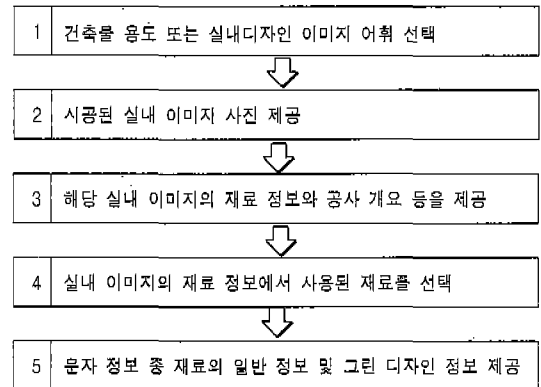 1 건축물 용도 또는 실내디자인 이미지 어휘 선택
2 시공된 실내 이미자 사진 제공
3 해당 실내 이미지의 재료 정보와 공사 개요 등을 제공
4 실내 이미지의 재료 정보에서 사용된 재료를 선택
5 문자 정보 중 재료의 일반 정보 및 그린 디자인 정보 제공